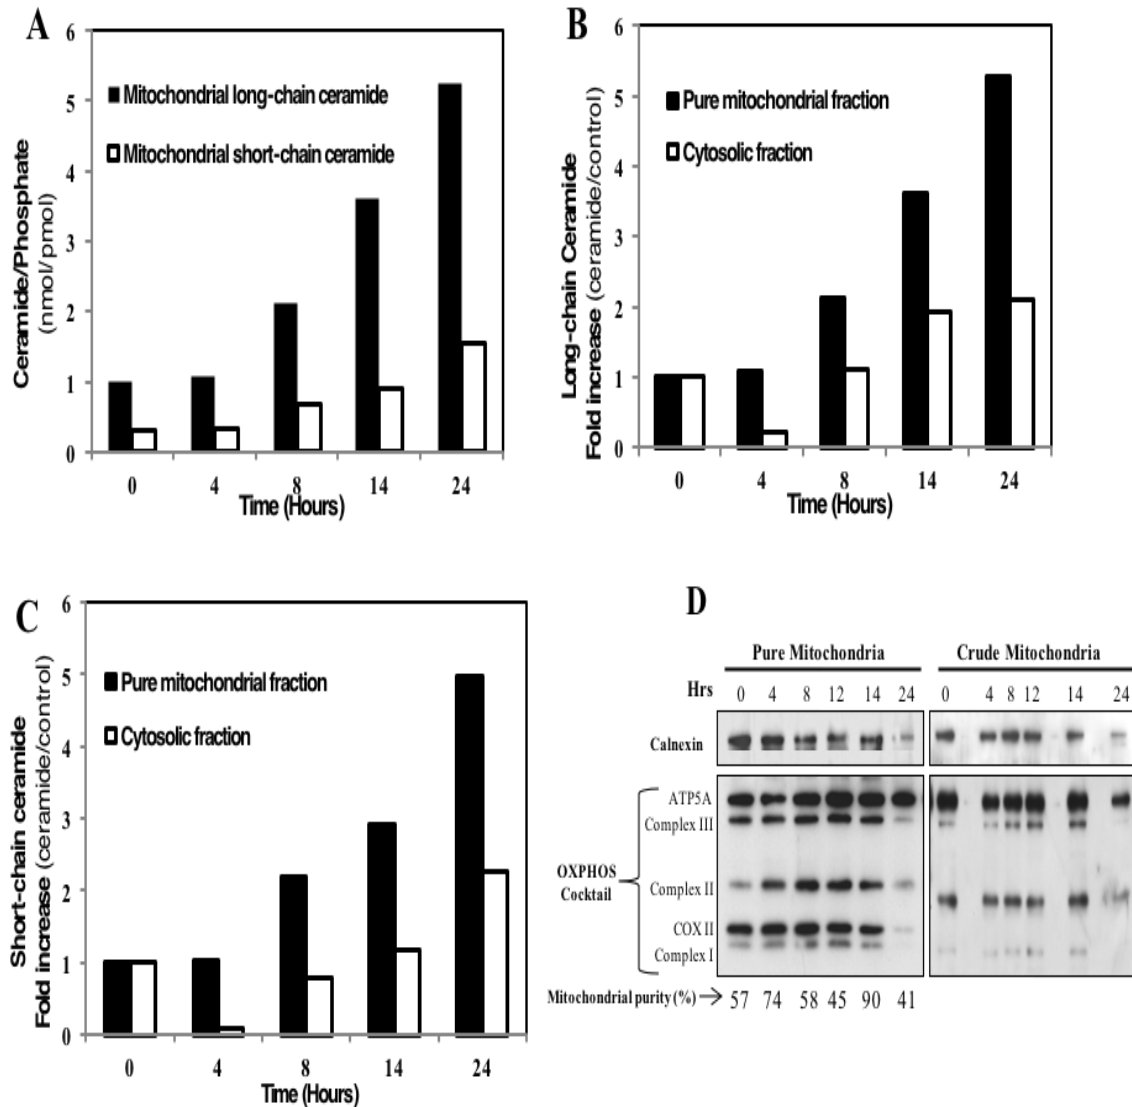 A
6
5
4
3
2
1
0
Ceramide/Phosphate
(nmol/pmol)
Mitochondrial long-chain ceramide
Mitochondrial short-chain ceramide
0 4 8 14 24
Time (Hours)
B
6
5
4
3
2
1
0
Long-chain Ceramide
Fold increase (ceramide/control)
Pure mitochondrial fraction
Cytosolic fraction
0 4 8 14 24
Time (Hours)
C
6
5
4
3
2
1
0
Short-chain ceramide
Fold increase (ceramide/control)
Pure mitochondrial fraction
Cytosolic fraction
0 4 8 14 24
Time (Hours)
D
Pure Mitochondria Crude Mitochondria
Hrs 0 4 8 12 14 24 0 4 8 12 14 24
Calnexin
ATP5A
Complex III
OXPHOS
Cocktail
Complex II
COX II
Complex I
Mitochondrial purity (%) → 57 74 58 45 90 41